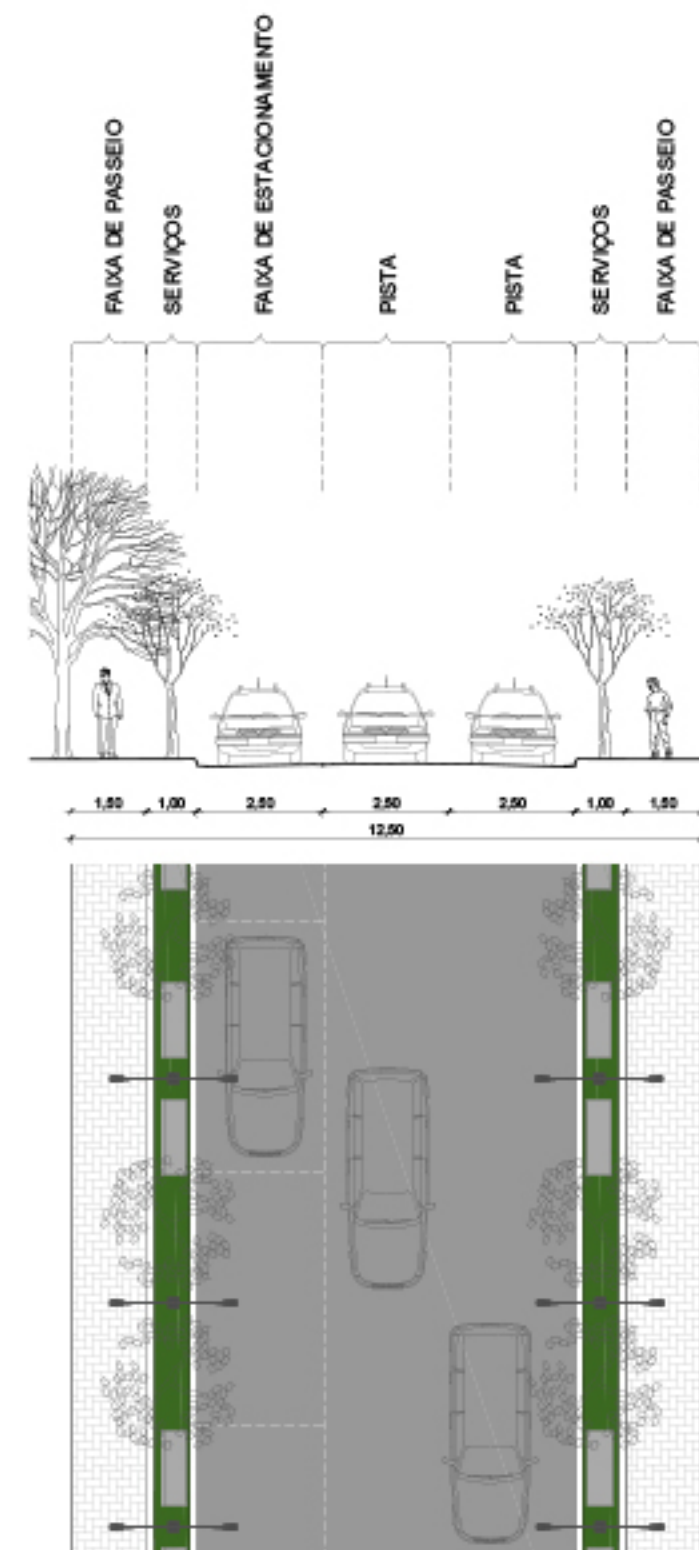 FAIXA DE PASSEIO
SERVIÇOS
FAIXA DE ESTACIONAMENTO
PISTA
PISTA
SERVIÇOS
FAIXA DE PASSEIO
1,50 1,00 2,50 2,50 2,50 1,00 1,50
12,50